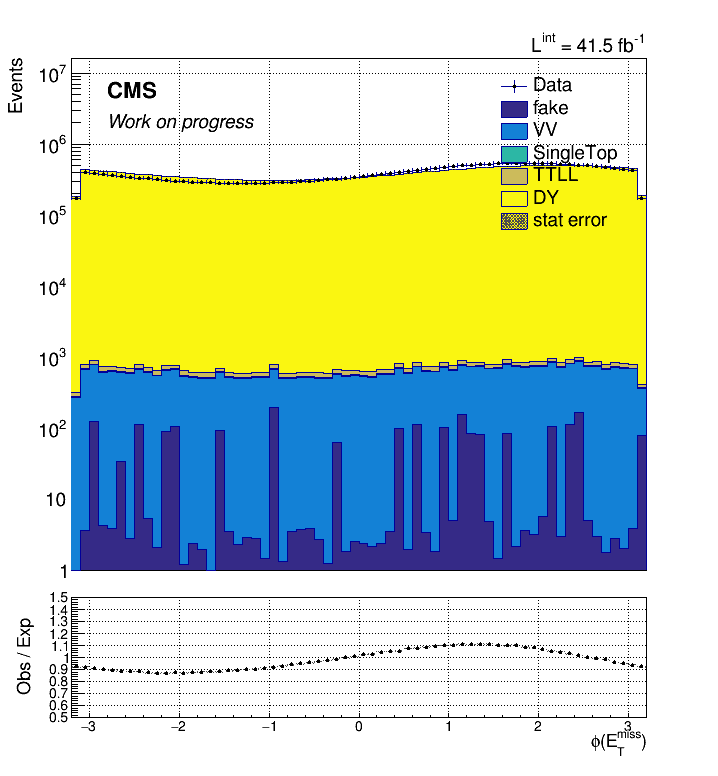 L^int = 41.5 fb^-1
Events
10^7
10^6
10^5
10^4
10^3
10^2
10
1
CMS
Work on progress
Data
fake
VV
SingleTop
TTLL
DY
stat error
Obs / Exp
1.5
1.4
1.3
1.2
1.1
1
0.9
0.8
0.7
0.6
0.5
−3 −2 −1 0 1 2 3
ϕ(E_T^miss)